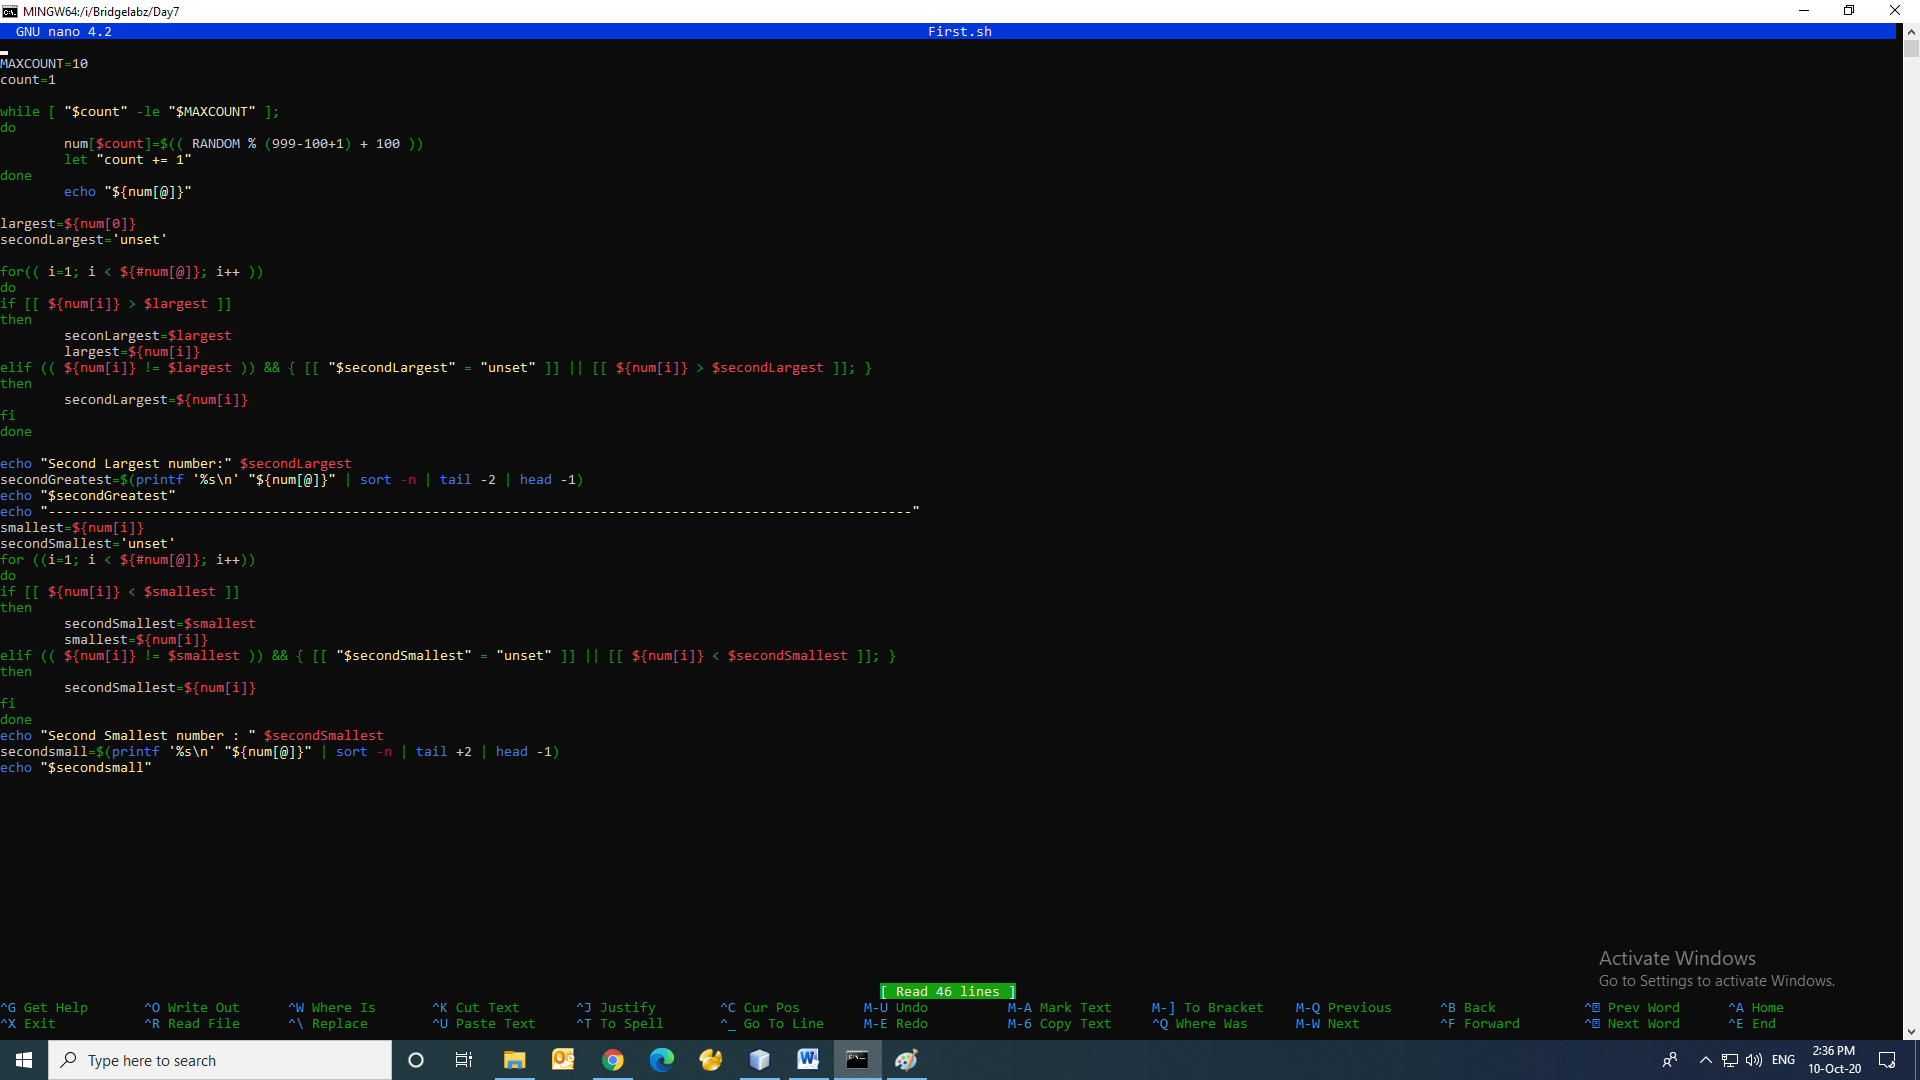 MINGW64:/i/Bridgelabz/Day7
GNU nano 4.2 First.sh
MAXCOUNT=10
count=1
while [ "$count" -le "$MAXCOUNT" ];
do
num[$count]=$(( RANDOM % (999-100+1) + 100 ))
let "count += 1"
done
echo "${num[@]}"
largest=${num[0]}
secondLargest='unset'
for(( i=1; i < ${#num[@]}; i++ ))
do
if [[ ${num[i]} > $largest ]]
then
seconLargest=$largest
largest=${num[i]}
elif (( ${num[i]} != $largest )) && { [[ "$secondLargest" = "unset" ]] || [[ ${num[i]} > $secondLargest ]]; }
then
secondLargest=${num[i]}
fi
done
echo "Second Largest number:" $secondLargest
secondGreatest=$(printf '%s\n' "${num[@]}" | sort -n | tail -2 | head -1)
echo "$secondGreatest"
echo "------------------------------------------------------------------------------------------------------------"
smallest=${num[i]}
secondSmallest='unset'
for ((i=1; i < ${#num[@]}; i++))
do
if [[ ${num[i]} < $smallest ]]
then
secondSmallest=$smallest
smallest=${num[i]}
elif (( ${num[i]} != $smallest )) && { [[ "$secondSmallest" = "unset" ]] || [[ ${num[i]} < $secondSmallest ]]; }
then
secondSmallest=${num[i]}
fi
done
echo "Second Smallest number : " $secondSmallest
secondsmall=$(printf '%s\n' "${num[@]}" | sort -n | tail +2 | head -1)
echo "$secondsmall"
Activate Windows
Go to Settings to activate Windows.
[ Read 46 lines ]
^G Get Help ^O Write Out ^W Where Is ^K Cut Text ^J Justify ^C Cur Pos M-U Undo M-A Mark Text M-] To Bracket M-Q Previous ^B Back ^ Prev Word ^A Home
^X Exit ^R Read File ^\ Replace ^U Paste Text ^T To Spell ^_ Go To Line M-E Redo M-6 Copy Text ^Q Where Was M-W Next ^F Forward ^ Next Word ^E End
Type here to search
ENG
2:36 PM
10-Oct-20